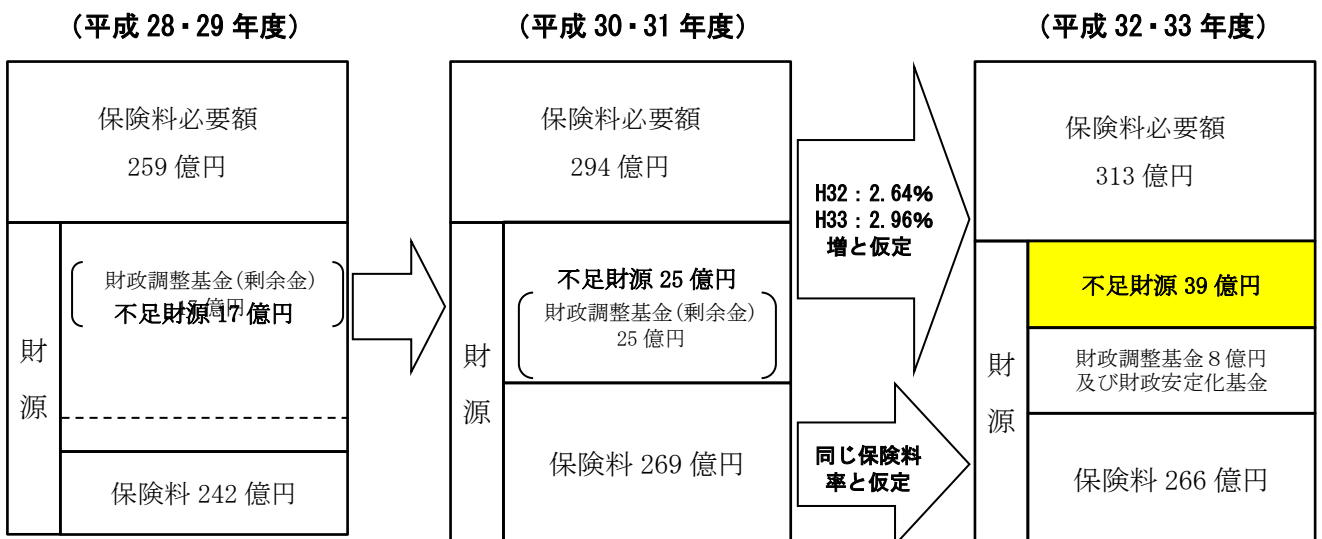 (平成 28・29 年度)
保険料必要額
259 億円
財源
財政調整基金(剰余金)
17 億円
不足財源 17 億円
保険料 242 億円
(平成 30・31 年度)
保険料必要額
294 億円
財源
不足財源 25 億円
財政調整基金(剰余金)
25 億円
保険料 269 億円
H32：2.64%
H33：2.96%
増と仮定
同じ保険料
率と仮定
(平成 32・33 年度)
保険料必要額
313 億円
財源
不足財源 39 億円
財政調整基金８億円
及び財政安定化基金
保険料 266 億円